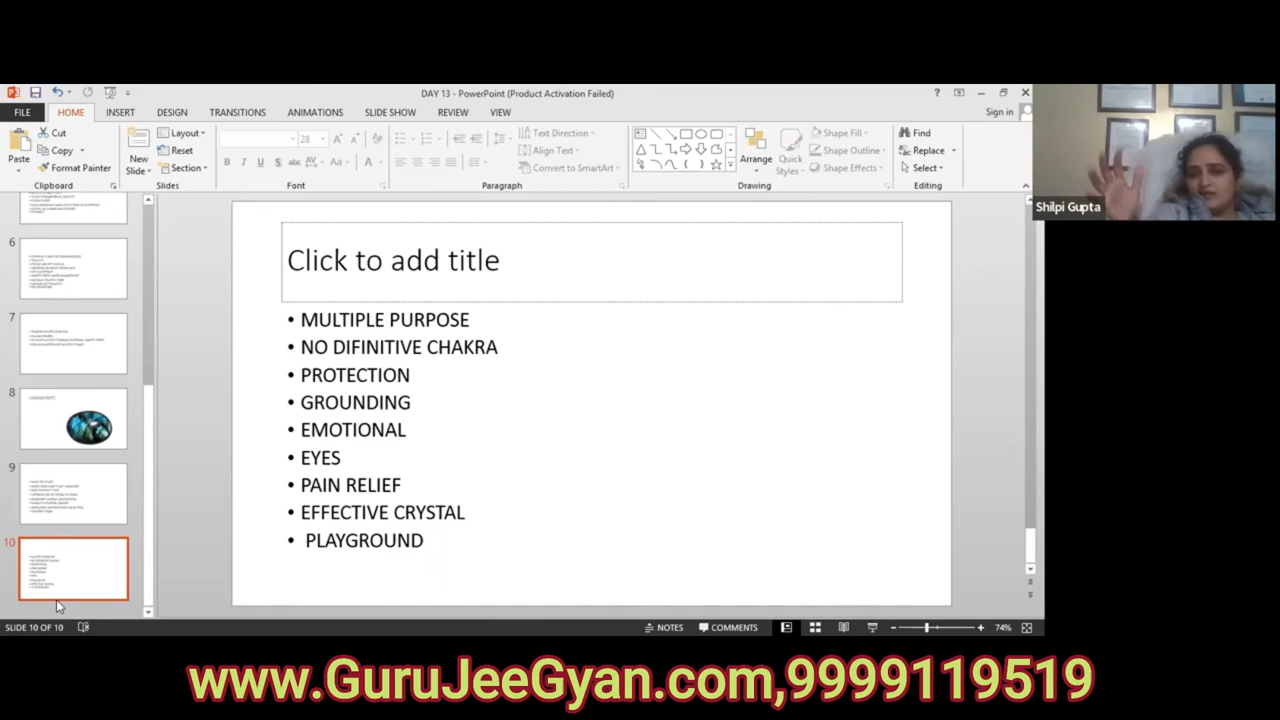 DAY 13 - PowerPoint (Product Activation Failed)
?
FILE HOME INSERT DESIGN TRANSITIONS ANIMATIONS SLIDE SHOW REVIEW VIEW
Sign in
Paste
Cut
Copy
Format Painter
Clipboard
New
Slide
Layout
Reset
Section
Slides
28
B I U S abc AV Aa A
Font
Text Direction
Align Text
Convert to SmartArt
Paragraph
Arrange
Quick
Styles
Shape Fill
Shape Outline
Shape Effects
Drawing
Find
Replace
Select
Editing
Shilpi Gupta
6
7
8
9
10
Click to add title
• MULTIPLE PURPOSE
• NO DIFINITIVE CHAKRA
• PROTECTION
• GROUNDING
• EMOTIONAL
• EYES
• PAIN RELIEF
• EFFECTIVE CRYSTAL
• PLAYGROUND
SLIDE 10 OF 10
NOTES
COMMENTS
74%
www.GuruJeeGyan.com,9999119519